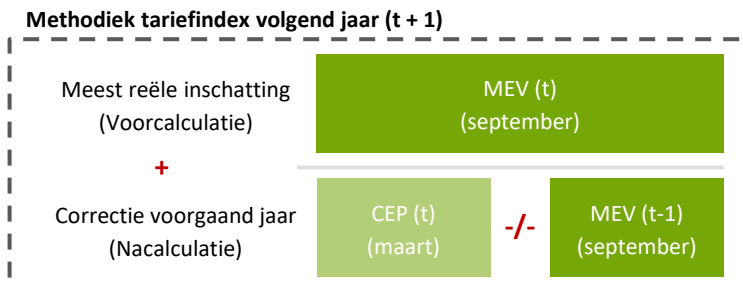 Methodiek tariefindex volgend jaar (t + 1)
Meest reële inschatting
(Voorcalculatie)
MEV (t)
(september)
+
Correctie voorgaand jaar
(Nacalculatie)
CEP (t)
(maart)
-/-
MEV (t-1)
(september)